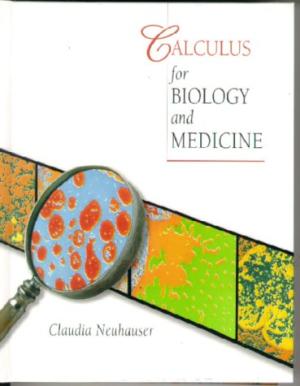 CALCULUS
for
BIOLOGY
and
MEDICINE
Claudia Neuhauser